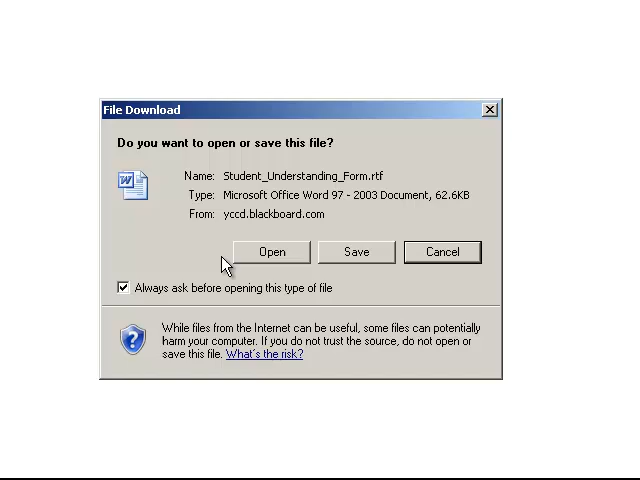 File Download
Do you want to open or save this file?
Name: Student_Understanding_Form.rtf
Type: Microsoft Office Word 97 - 2003 Document, 62.6KB
From: yccd.blackboard.com
Open Save Cancel
Always ask before opening this type of file
While files from the Internet can be useful, some files can potentially
harm your computer. If you do not trust the source, do not open or
save this file. What's the risk?